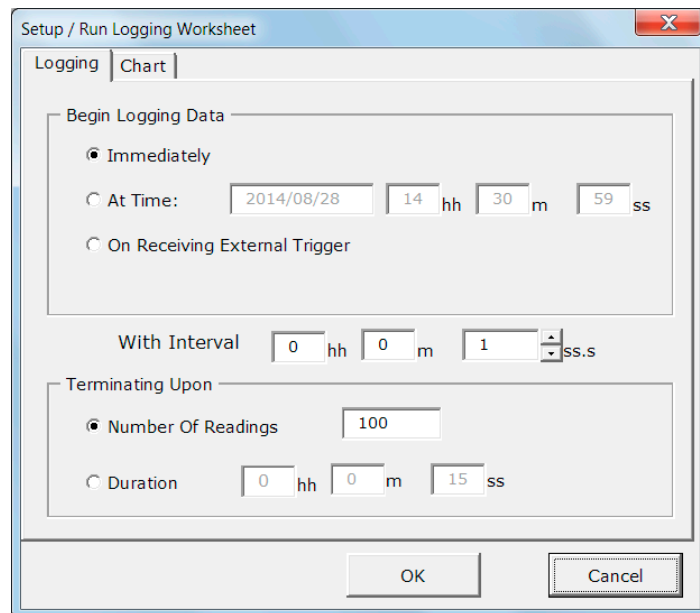 Setup / Run Logging Worksheet
Logging Chart
Begin Logging Data
Immediately
At Time: 2014/08/28 14 hh 30 m 59 ss
On Receiving External Trigger
With Interval 0 hh 0 m 1 ss.s
Terminating Upon
Number Of Readings 100
Duration 0 hh 0 m 15 ss
OK Cancel